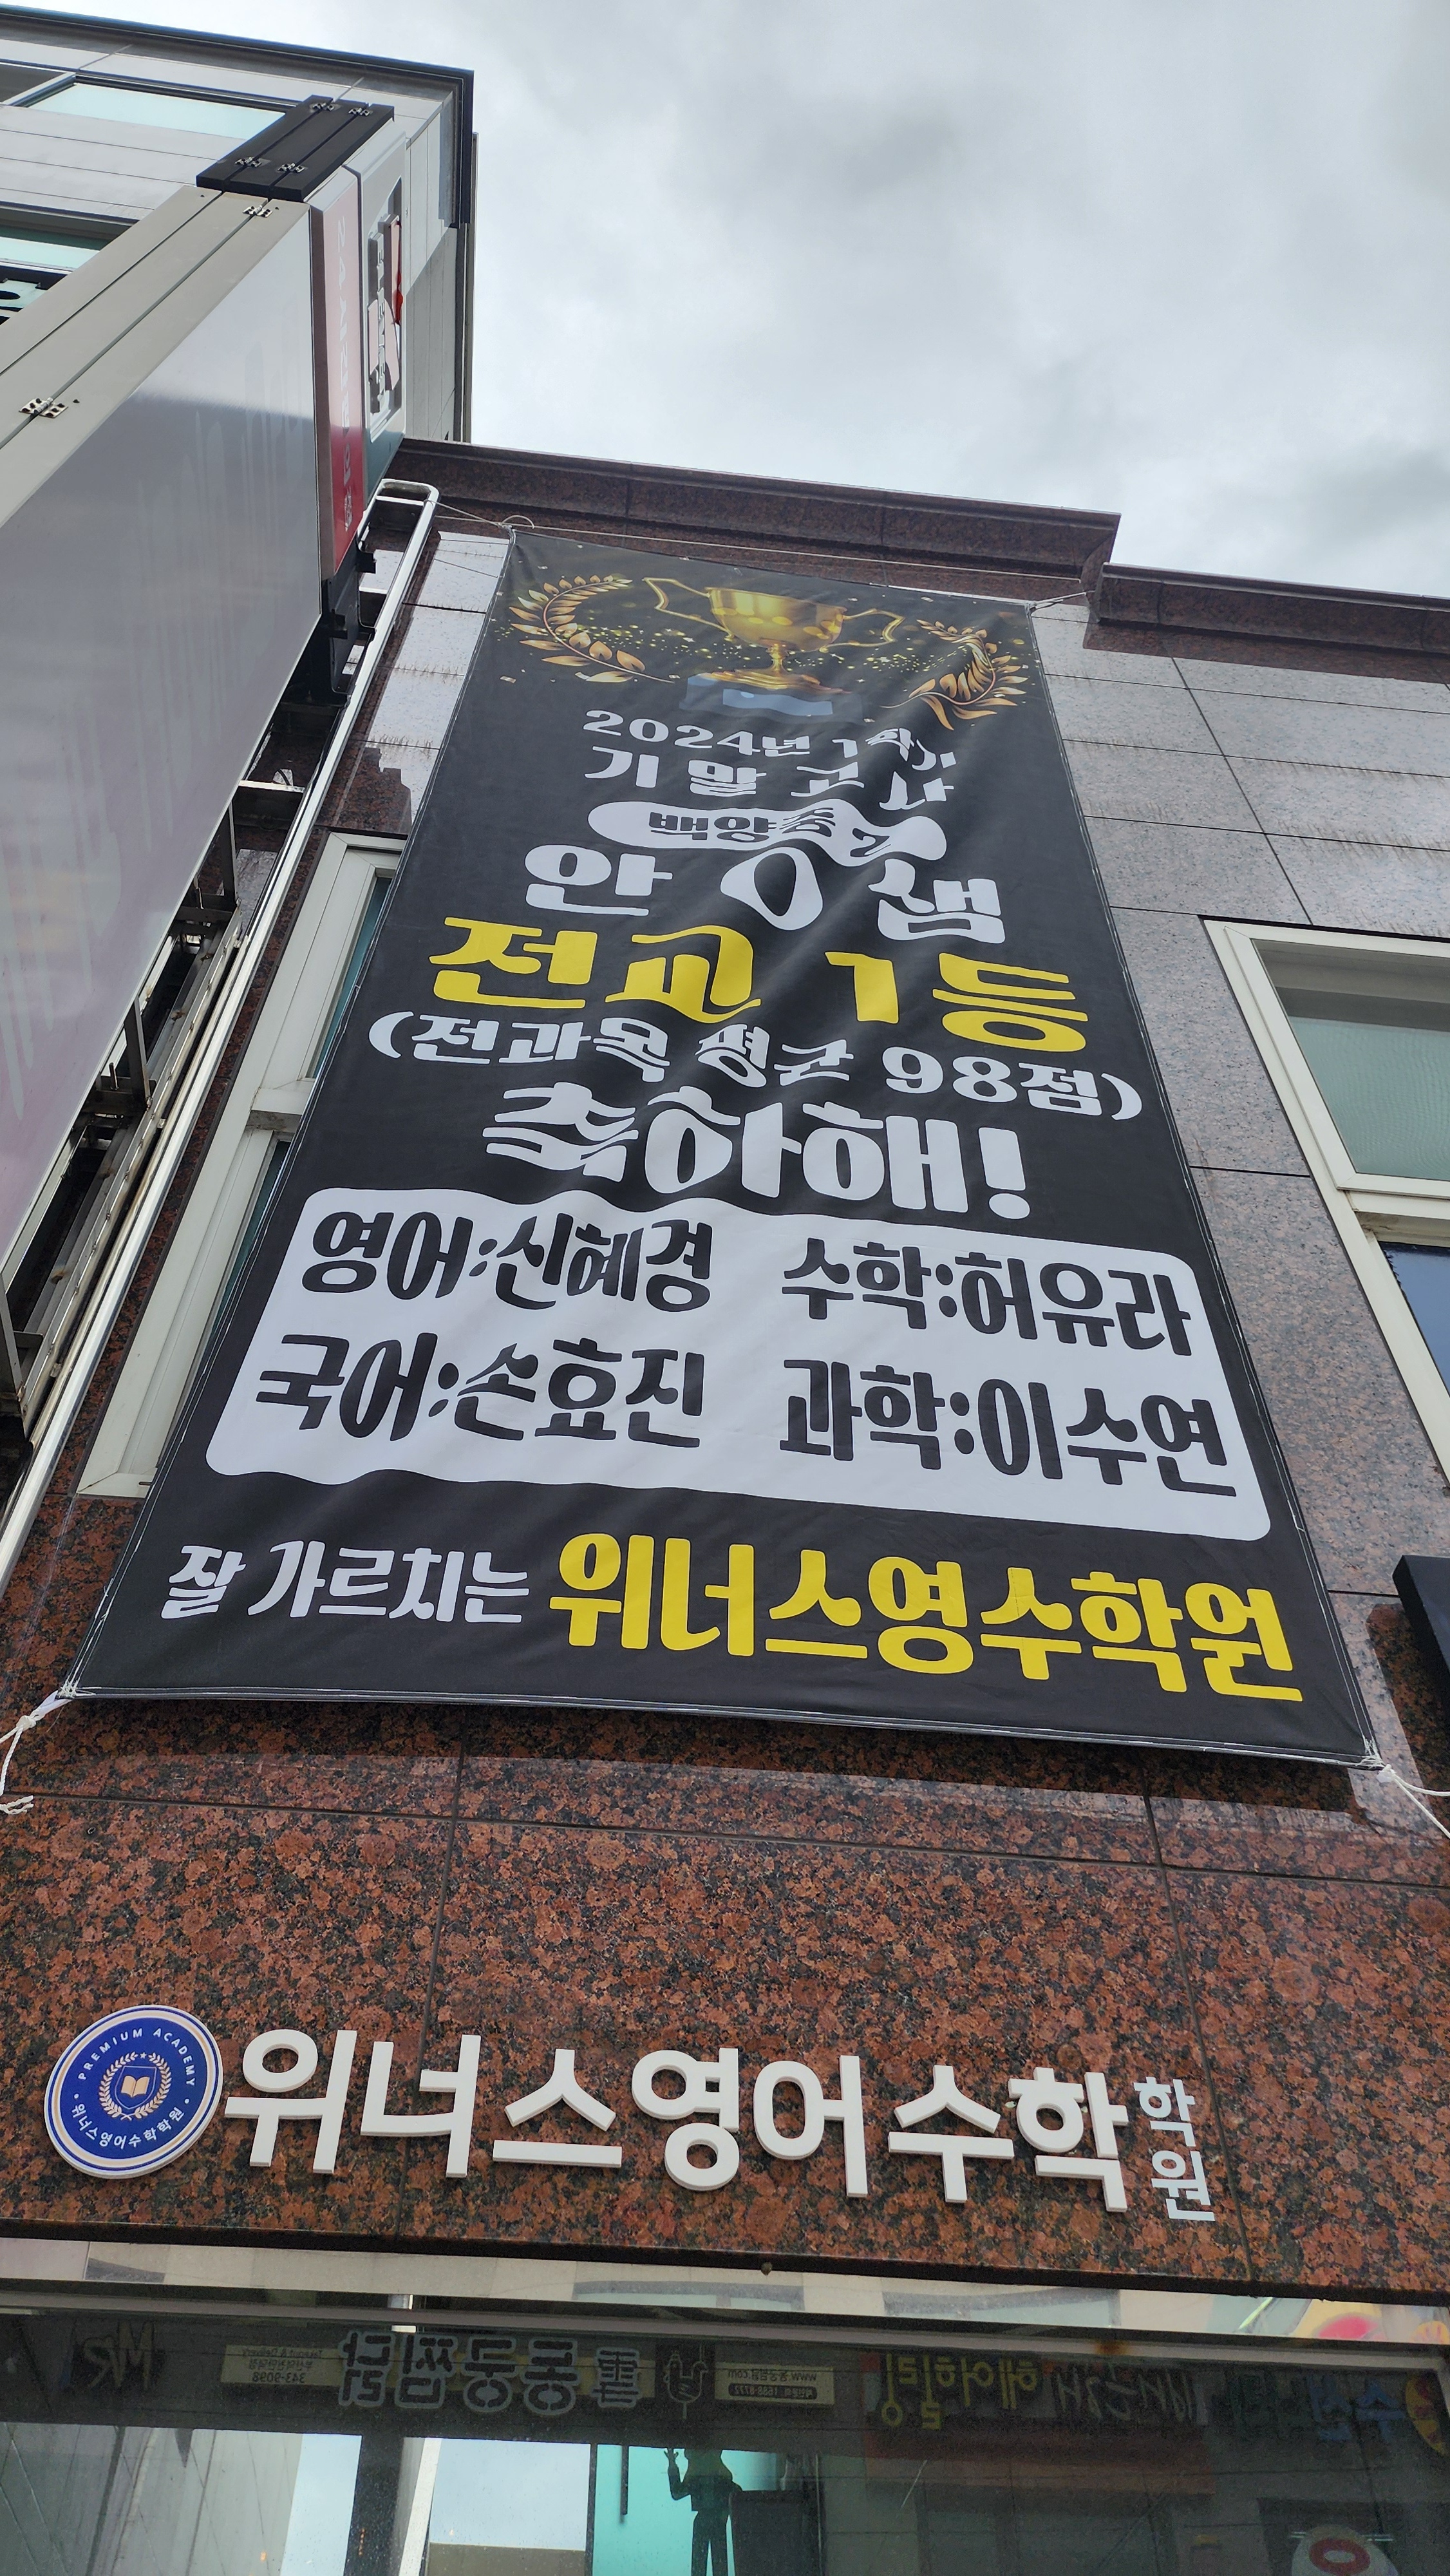 2024년 1학기
기말고사
백양중 2
안 O 샘
전교 1등
(전과목 평균 98점)
축하해!
영어:신혜경 수학:허유라
국어:손효진 과학:이수연
잘 가르치는 위너스영수학원
PREMIUM ACADEMY
위너스영어수학학원
위너스영어수학 학원